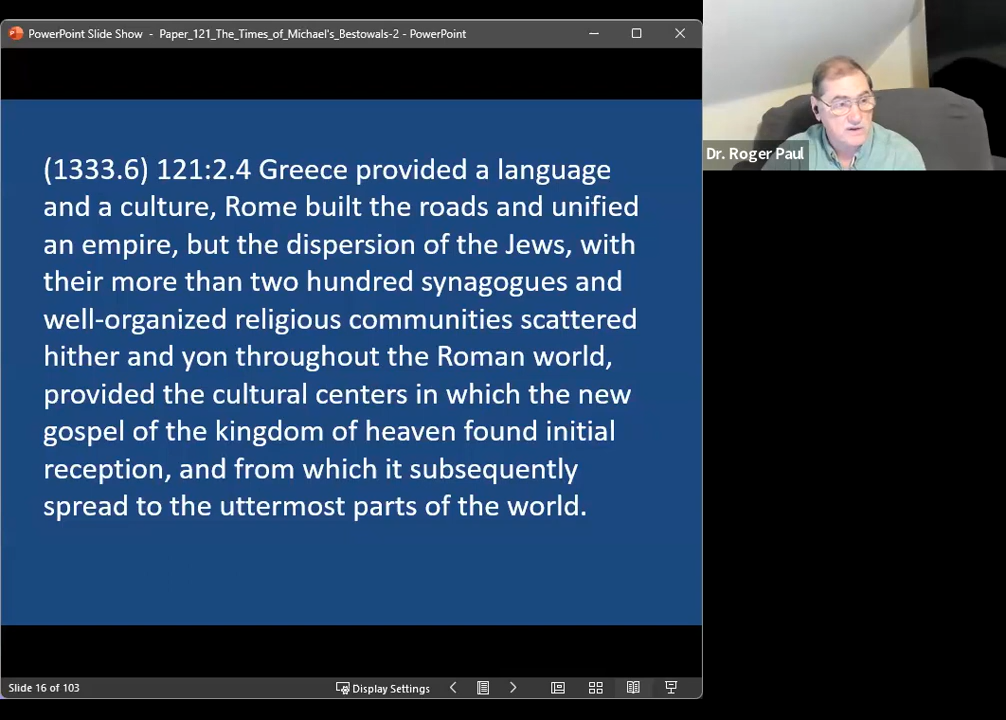 PowerPoint Slide Show - Paper_121_The_Times_of_Michael's_Bestowals-2 - PowerPoint
Dr. Roger Paul
(1333.6) 121:2.4 Greece provided a language
and a culture, Rome built the roads and unified
an empire, but the dispersion of the Jews, with
their more than two hundred synagogues and
well-organized religious communities scattered
hither and yon throughout the Roman world,
provided the cultural centers in which the new
gospel of the kingdom of heaven found initial
reception, and from which it subsequently
spread to the uttermost parts of the world.
Slide 16 of 103
Display Settings